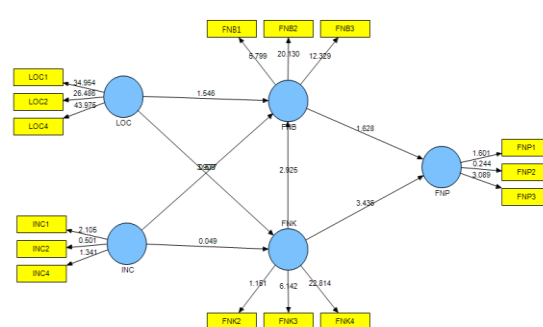 FNB1 FNB2 FNB3
5.799 20.130 12.329
LOC1 34.954
LOC2 26.486
LOC4 43.975
LOC
1.546
FNB
1.628
2.925
FNP
1.601 FNP1
0.244 FNP2
3.089 FNP3
FNK
3.436
INC1 2.105
INC2 0.501
INC4 1.341
INC
0.049
1.151 6.142 22.814
FNK2 FNK3 FNK4